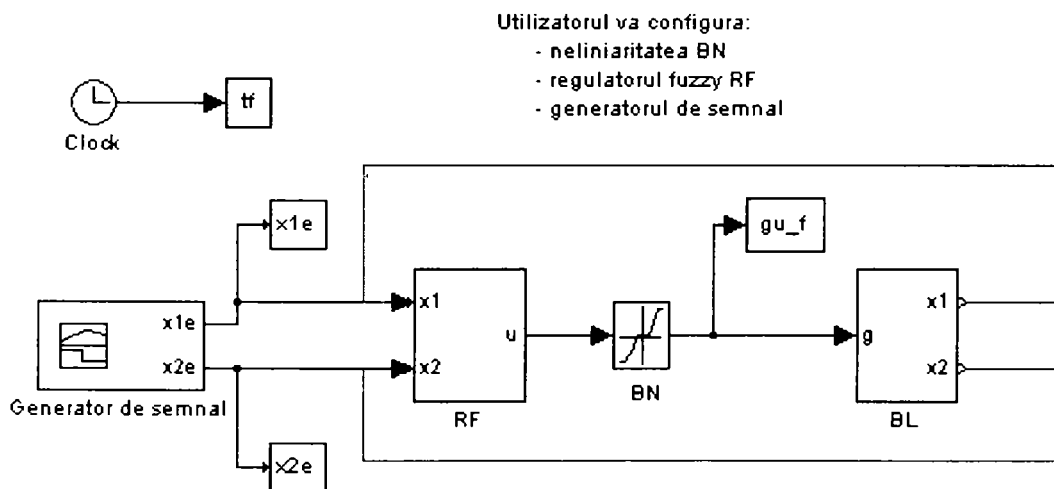 Utilizatorul va configura:
- neliniaritatea BN
- regulatorul fuzzy RF
- generatorul de semnal
tf
Clock
x1e
gu_f
x1e
x2e
Generator de semnal
x1
x2
u
RF
BN
g
x1
x2
BL
x2e